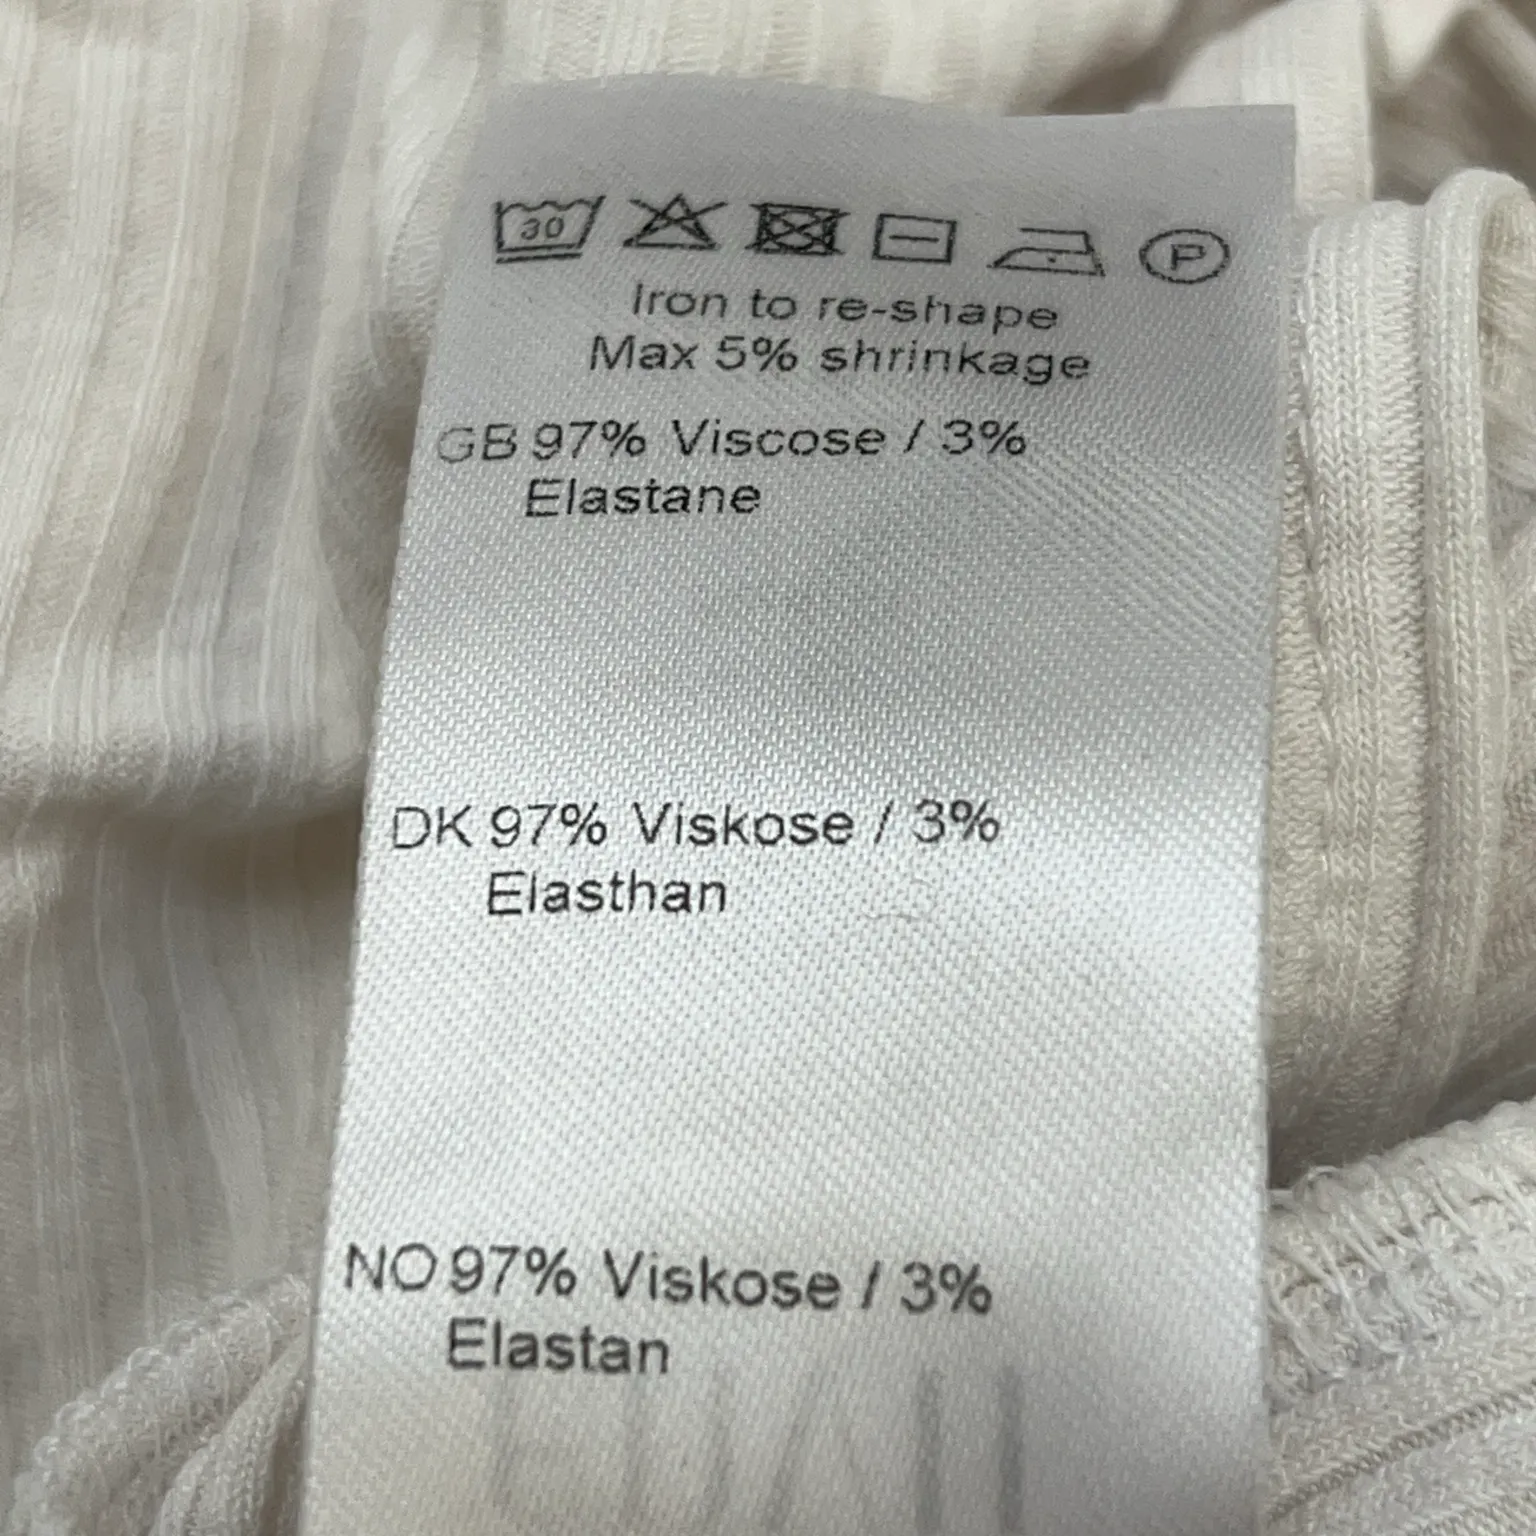 30
P
Iron to re-shape
Max 5% shrinkage
GB 97% Viscose / 3%
Elastane
DK 97% Viskose / 3%
Elasthan
NO 97% Viskose / 3%
Elastan